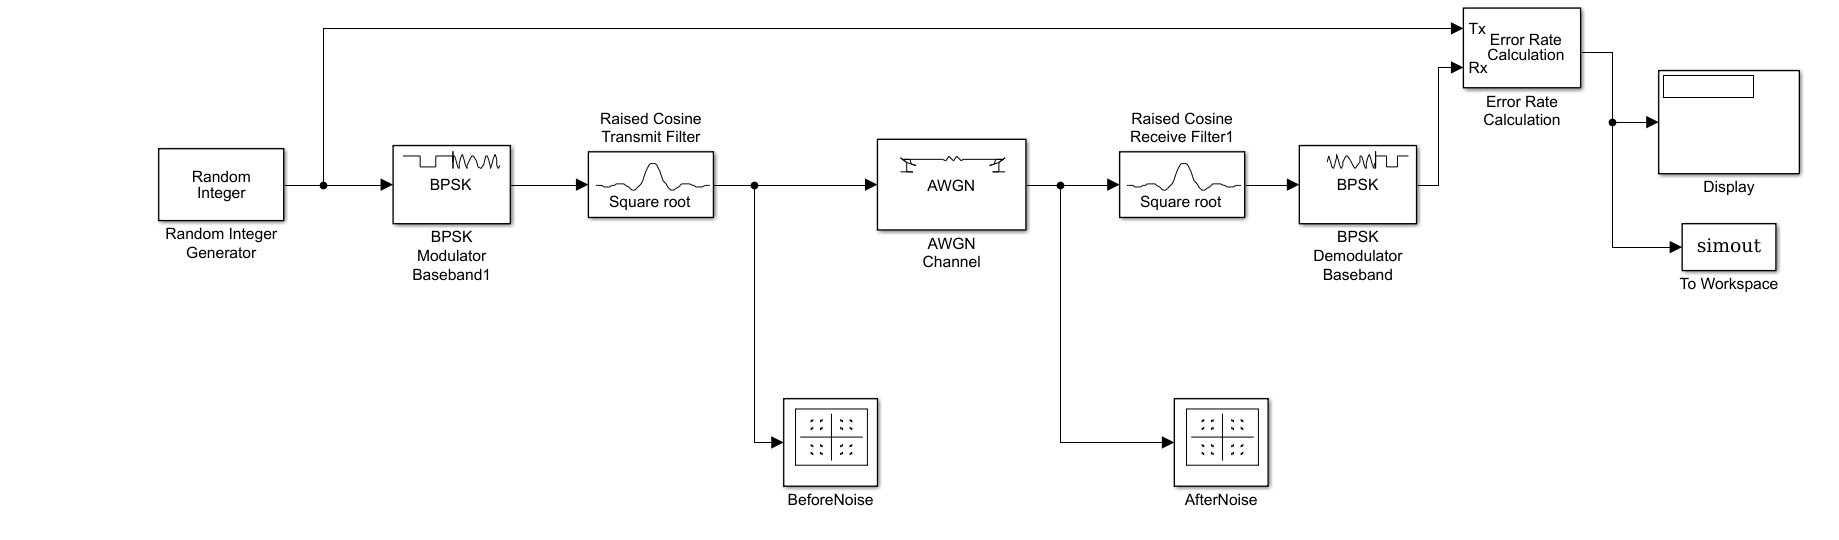 Tx
Error Rate
Calculation
Rx
Error Rate
Calculation
Raised Cosine
Transmit Filter
Raised Cosine
Receive Filter1
Random
Integer
BPSK
Square root
AWGN
Square root
BPSK
Display
Random Integer
Generator
BPSK
Modulator
Baseband1
AWGN
Channel
BPSK
Demodulator
Baseband
simout
To Workspace
BeforeNoise
AfterNoise